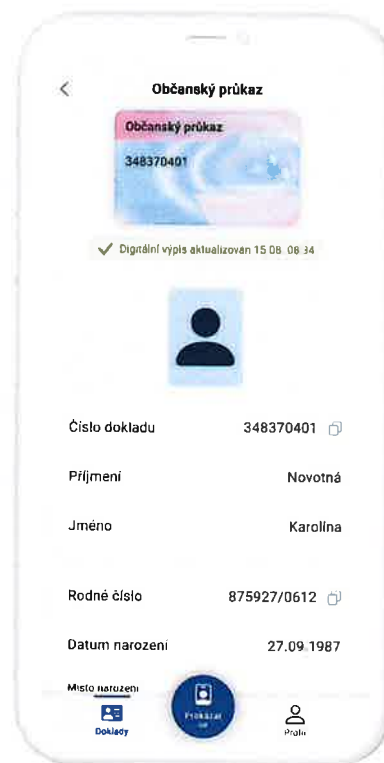 Občanský průkaz
Občanský průkaz
348370401
Digitální výpis aktualizován 15 08 08 34
Číslo dokladu 348370401
Příjmení Novotná
Jméno Karolína
Rodné číslo 875927/0612
Datum narození 27.09.1987
Místo narození
Doklady
Prokázat
se
Profil